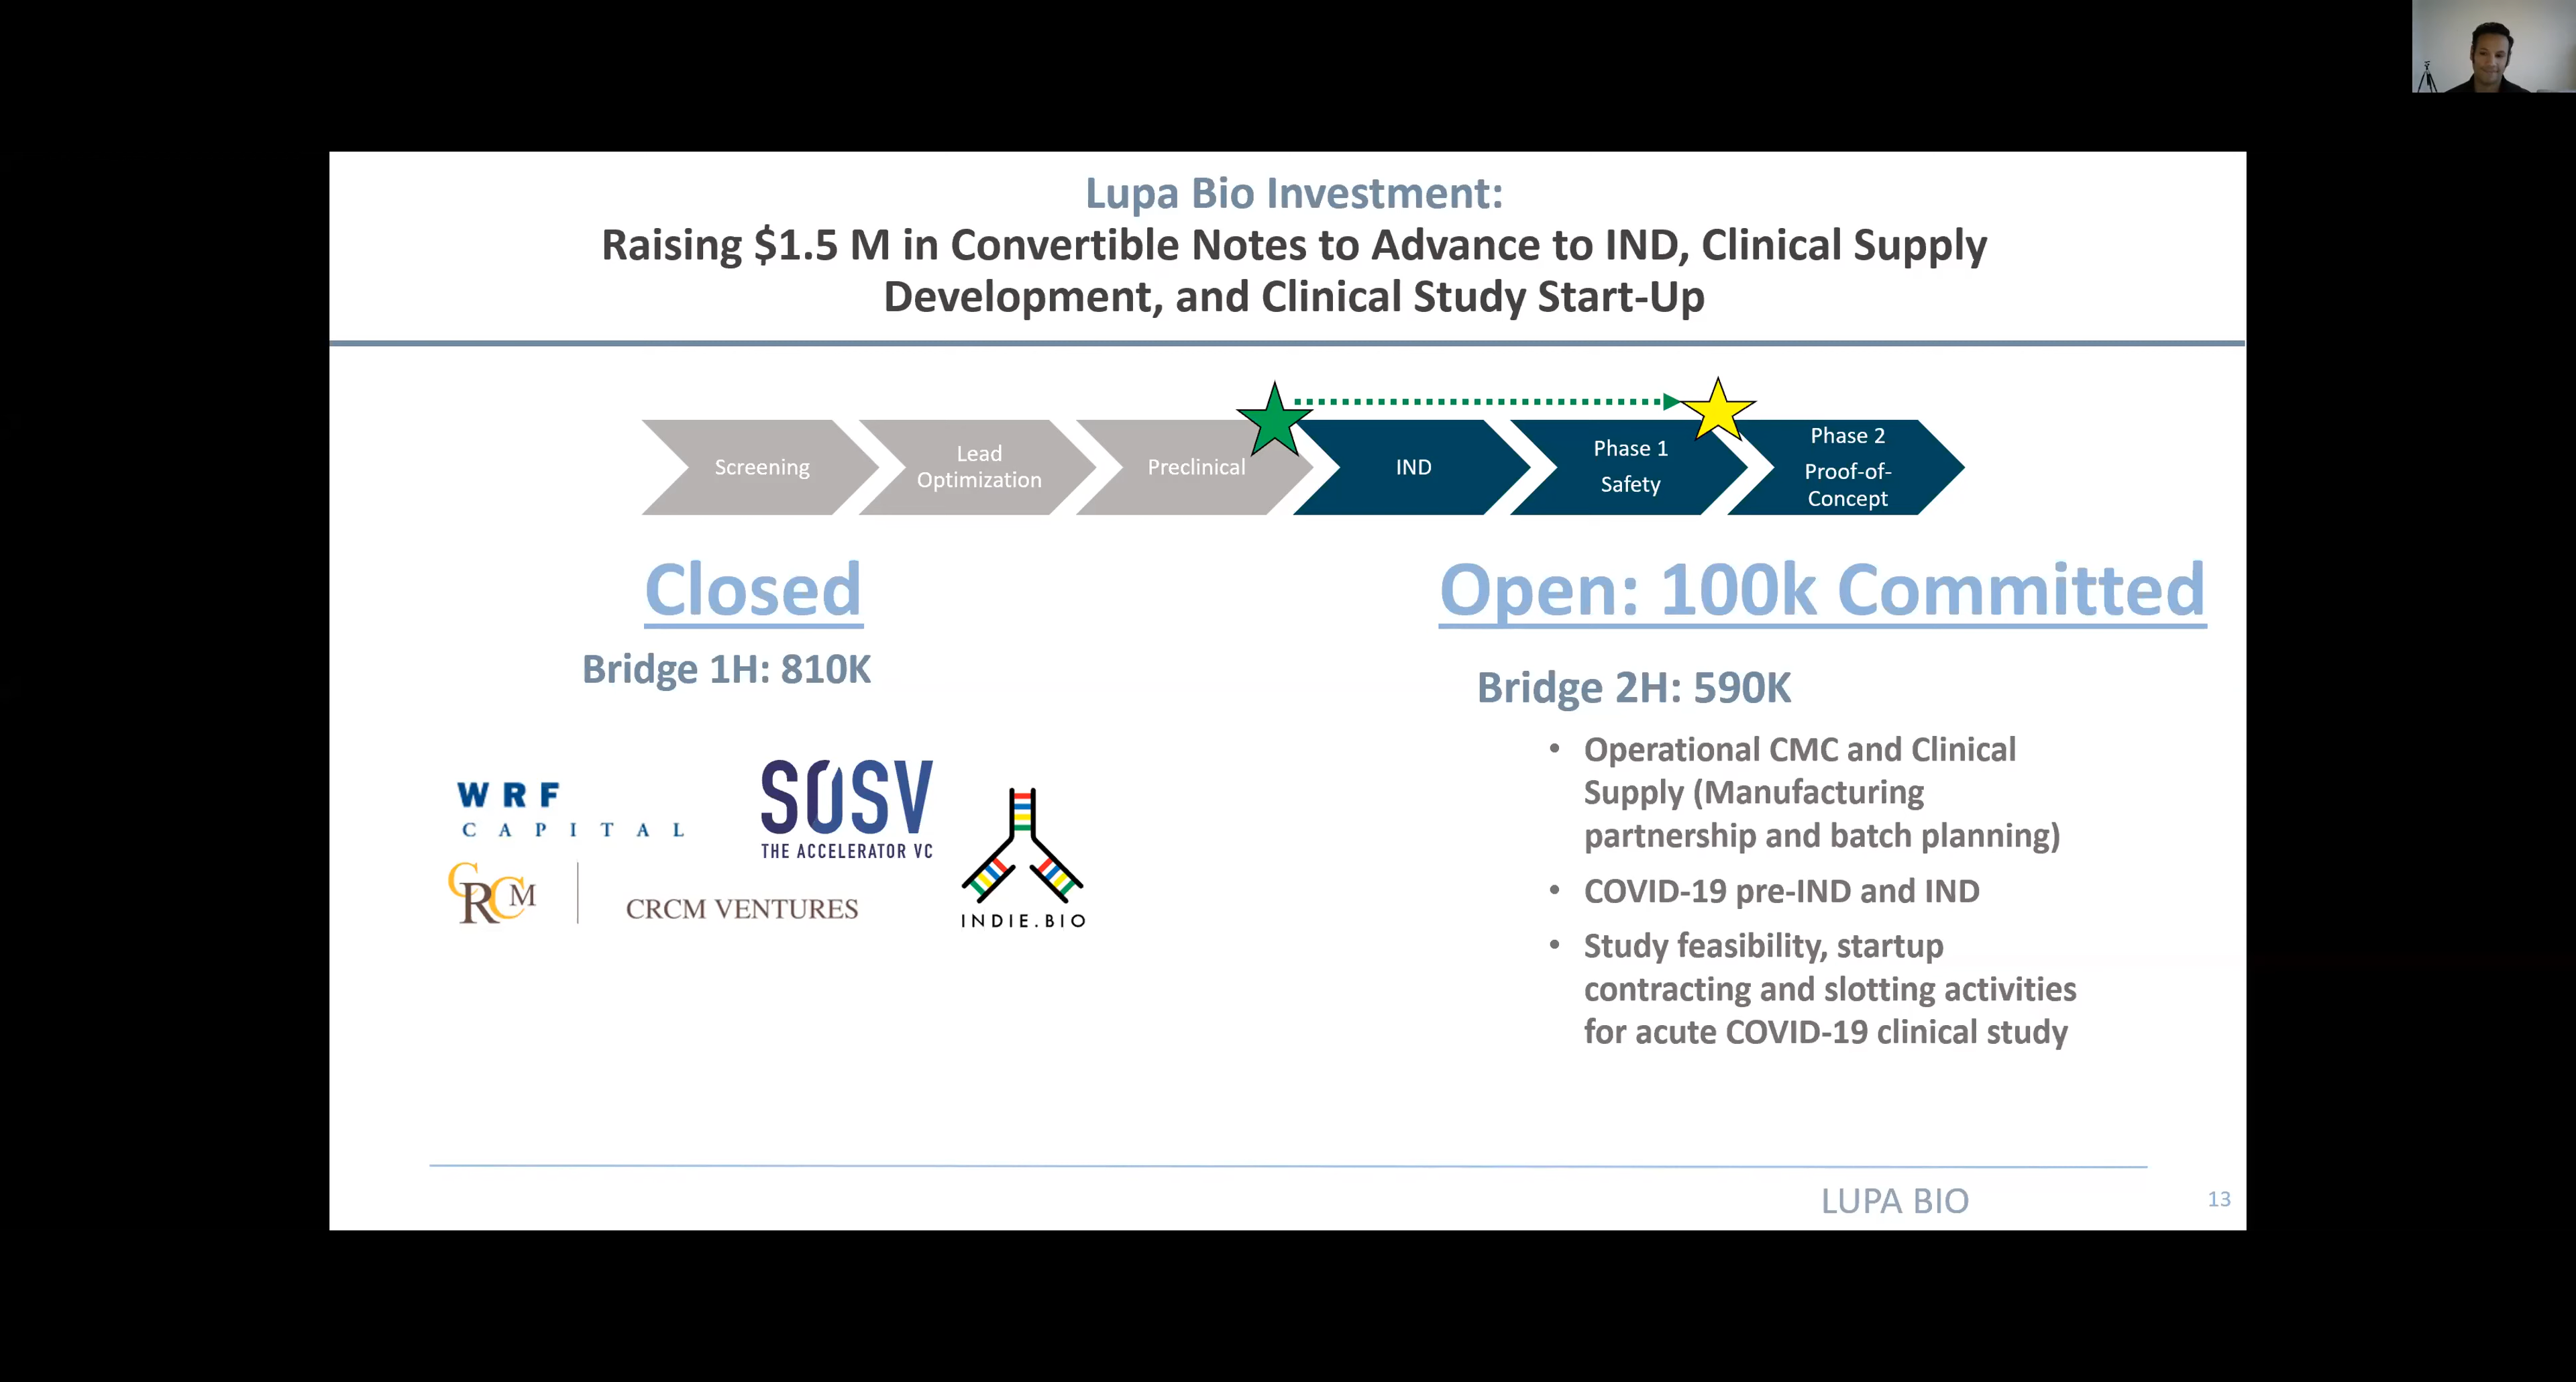 Lupa Bio Investment:
Raising $1.5 M in Convertible Notes to Advance to IND, Clinical Supply
Development, and Clinical Study Start-Up
Screening
Lead
Optimization
Preclinical
IND
Phase 1
Safety
Phase 2
Proof-of-
Concept
Closed
Bridge 1H: 810K
WRF
CAPITAL
SOSV
THE ACCELERATOR VC
CRCM
CRCM VENTURES
INDIE.BIO
Open: 100k Committed
Bridge 2H: 590K
• Operational CMC and Clinical
Supply (Manufacturing
partnership and batch planning)
• COVID-19 pre-IND and IND
• Study feasibility, startup
contracting and slotting activities
for acute COVID-19 clinical study
LUPA BIO
13